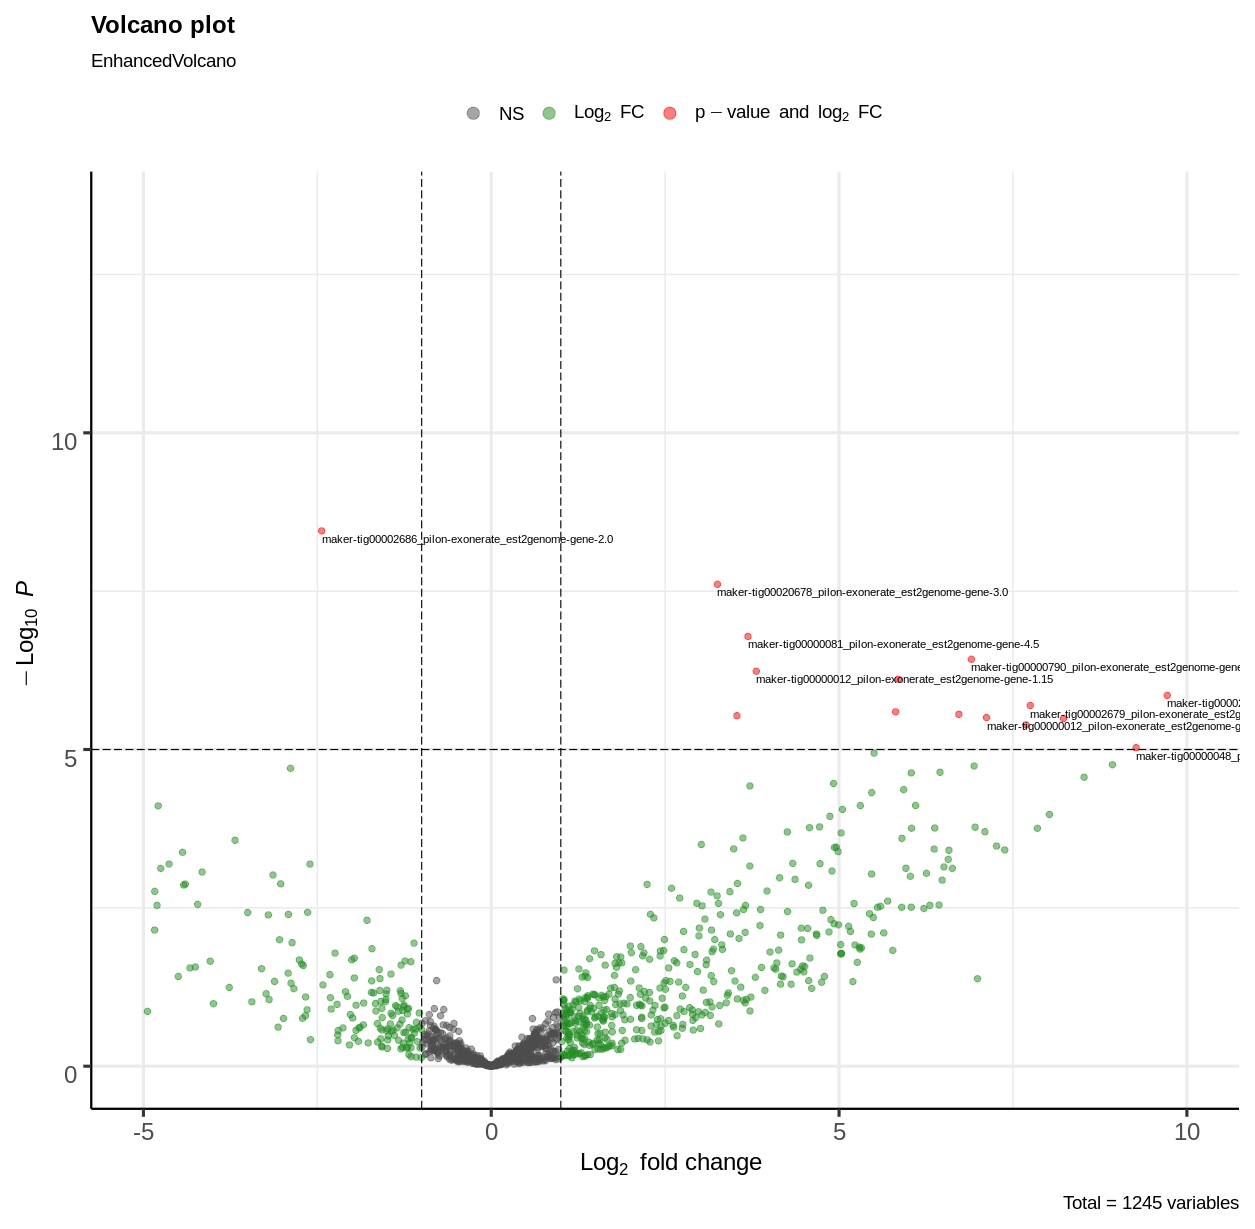 Volcano plot
EnhancedVolcano
NS Log2 FC p − value and log2 FC
10
5
0
-5 0 5 10
− Log10 P
Log2 fold change
maker-tig00002686_pilon-exonerate_est2genome-gene-2.0
maker-tig00020678_pilon-exonerate_est2genome-gene-3.0
maker-tig00000081_pilon-exonerate_est2genome-gene-4.5
maker-tig00000790_pilon-exonerate_est2genome-gene
maker-tig00000012_pilon-exonerate_est2genome-gene-1.15
maker-tig00002
maker-tig00002679_pilon-exonerate_est2g
maker-tig00000012_pilon-exonerate_est2genome-g
maker-tig00000048_p
Total = 1245 variables